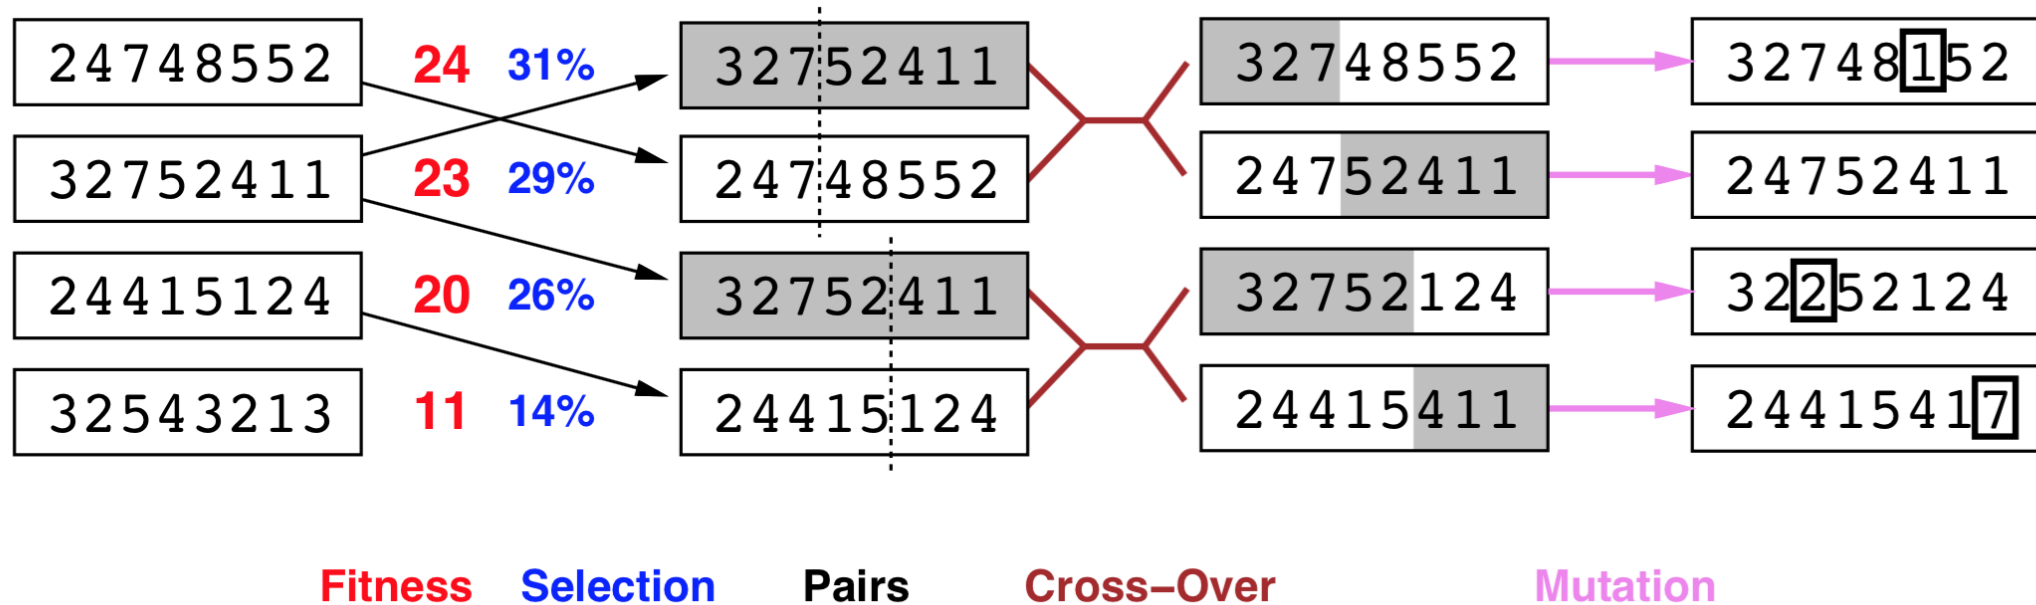 24748552 24 31% 32752411 32748552 32748152
32752411 23 29% 24748552 24752411 24752411
24415124 20 26% 32752411 32752124 32252124
32543213 11 14% 24415124 24415411 24415417
Fitness Selection Pairs Cross–Over Mutation